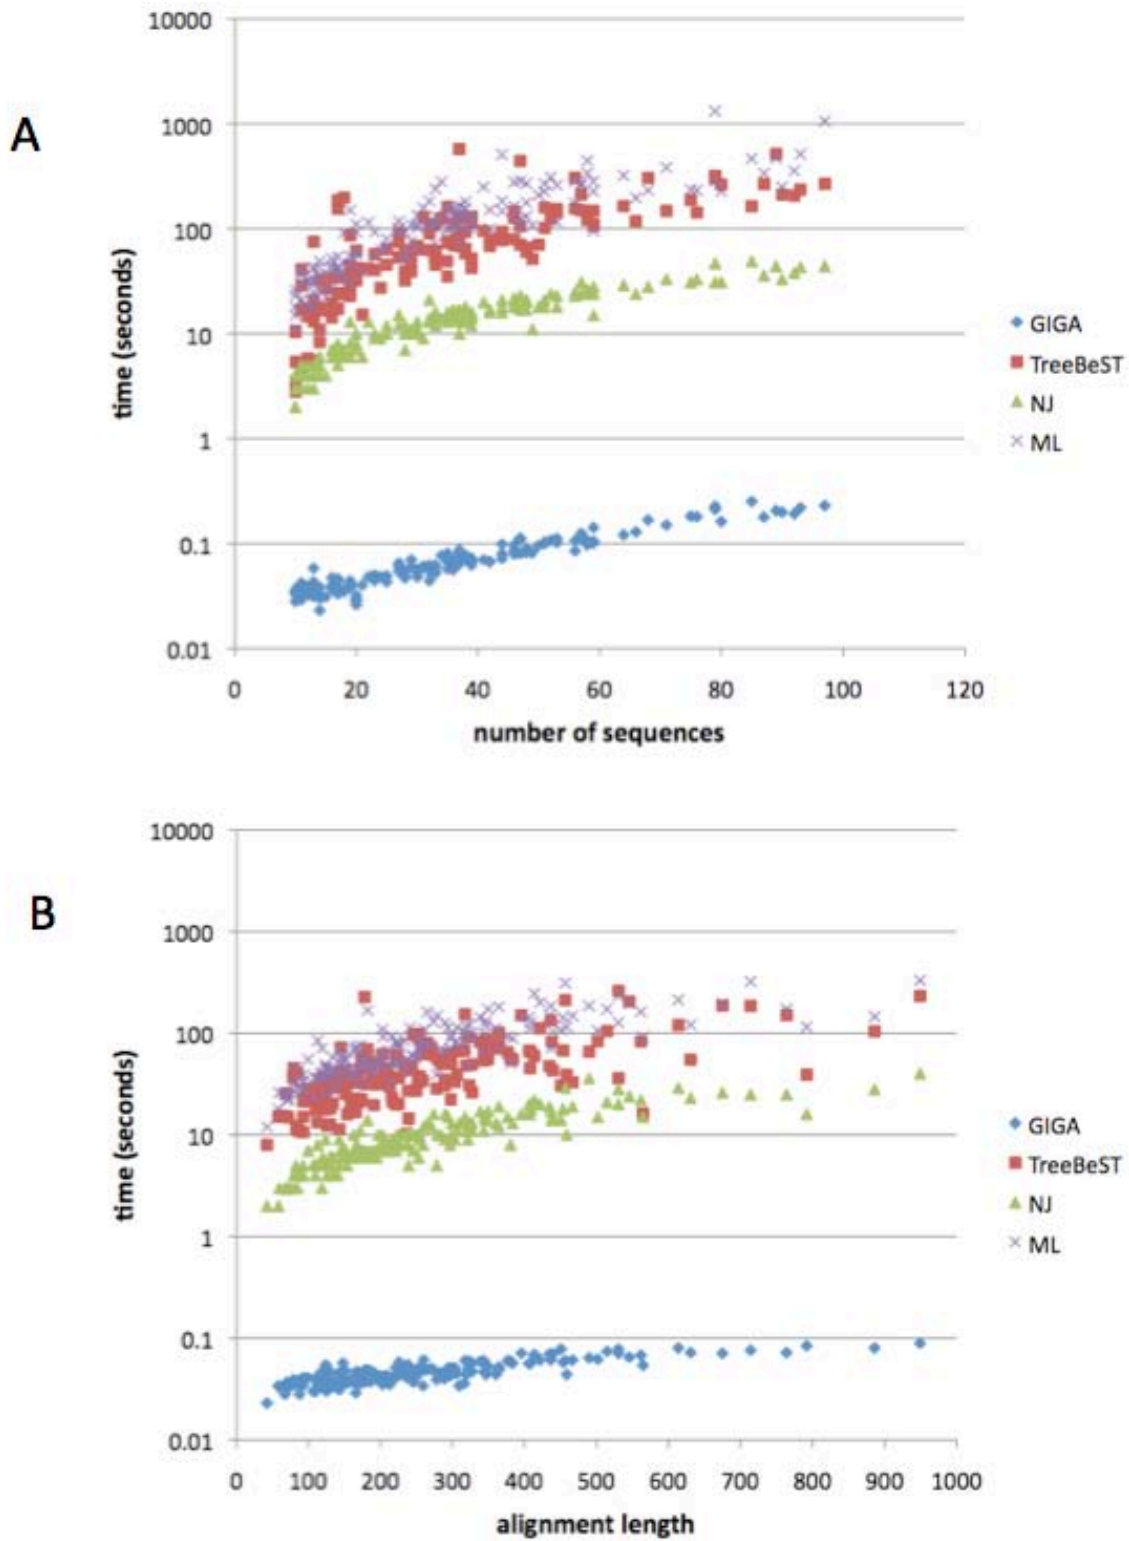 A
10000
1000
100
10
1
0.1
0.01
time (seconds)
0 20 40 60 80 100 120
number of sequences
GIGA
TreeBeST
NJ
ML
B
10000
1000
100
10
1
0.1
0.01
time (seconds)
0 100 200 300 400 500 600 700 800 900 1000
alignment length
GIGA
TreeBeST
NJ
ML